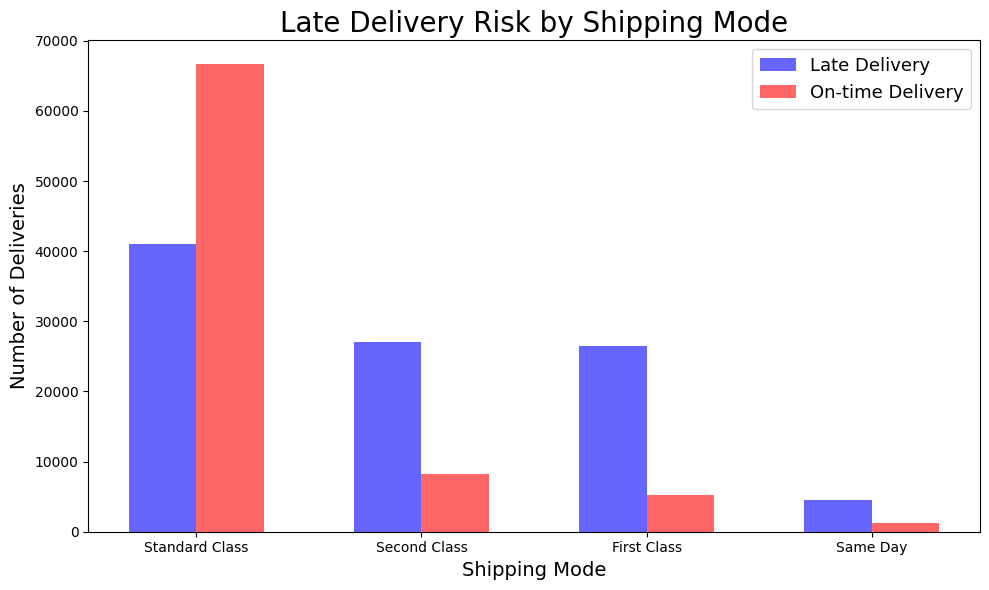 Late Delivery Risk by Shipping Mode
Late Delivery
On-time Delivery
Number of Deliveries
70000
60000
50000
40000
30000
20000
10000
0
Standard Class
Second Class
First Class
Same Day
Shipping Mode